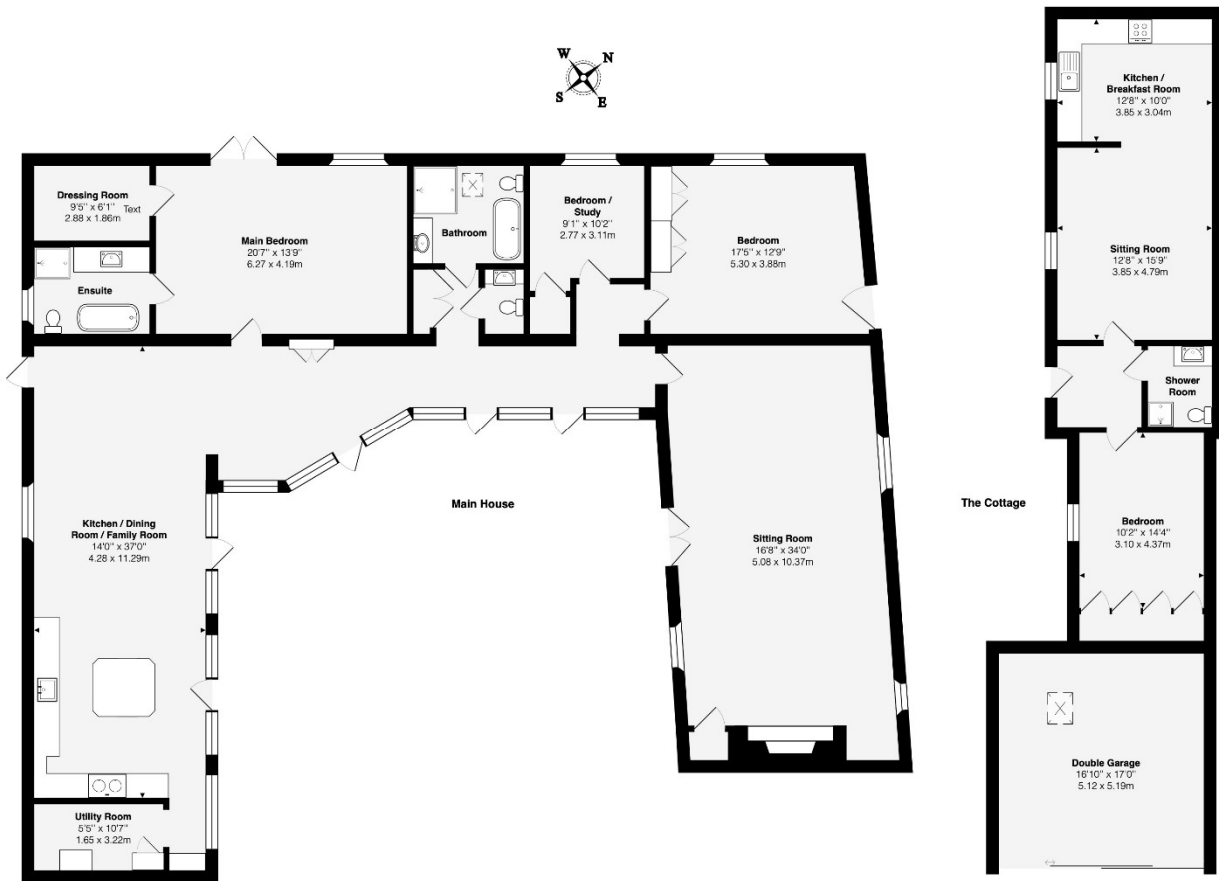 W
N
S
E
Dressing Room
9'5" x 6'1"
2.88 x 1.86m
Text
Ensuite
Main Bedroom
20'7" x 13'9"
6.27 x 4.19m
Bathroom
Bedroom /
Study
9'1" x 10'2"
2.77 x 3.11m
Bedroom
17'5" x 12'9"
5.30 x 3.88m
Kitchen / Dining
Room / Family Room
14'0" x 37'0"
4.28 x 11.29m
Main House
Sitting Room
16'8" x 34'0"
5.08 x 10.37m
Utility Room
5'5" x 10'7"
1.65 x 3.22m
Kitchen /
Breakfast Room
12'8" x 10'0"
3.85 x 3.04m
Sitting Room
12'8" x 15'9"
3.85 x 4.79m
Shower
Room
The Cottage
Bedroom
10'2" x 14'4"
3.10 x 4.37m
Double Garage
16'10" x 17'0"
5.12 x 5.19m